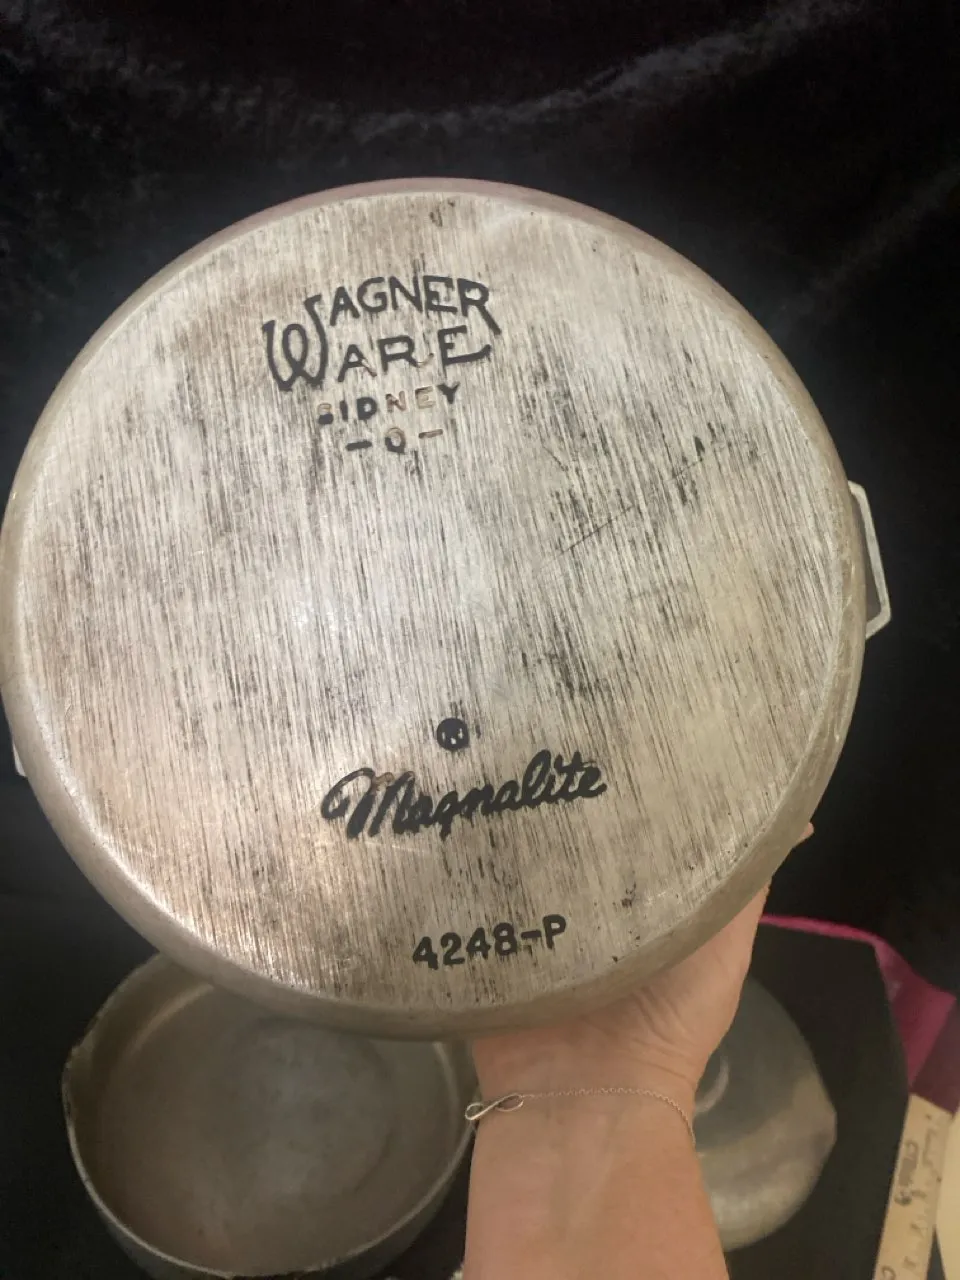 WAGNER
WARE
SIDNEY
-O-
Magnalite
4248-P